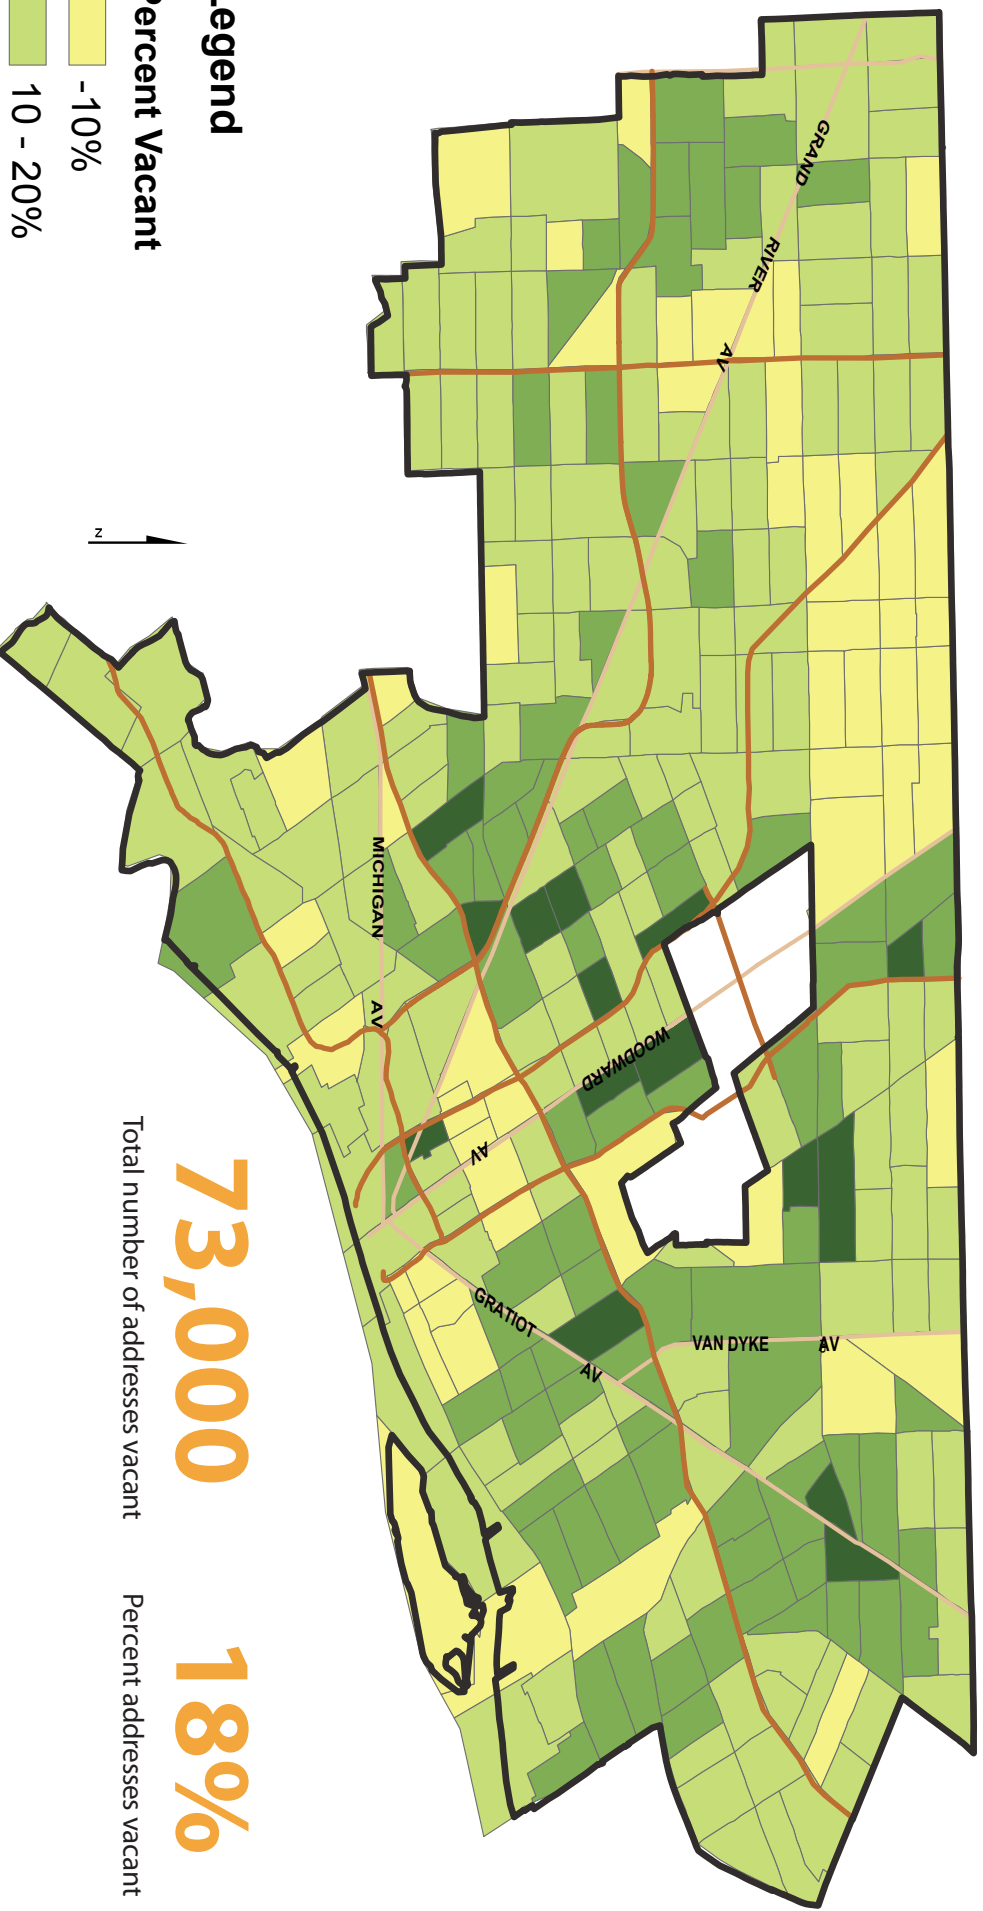 GRAND
RIVER
AV
VAN DYKE
AV
WOODWARD
AV
GRATIOT
AV
MICHIGAN
AV
Legend
Percent Vacant
-10%
10 - 20%
N
73,000
Total number of addresses vacant
18%
Percent addresses vacant